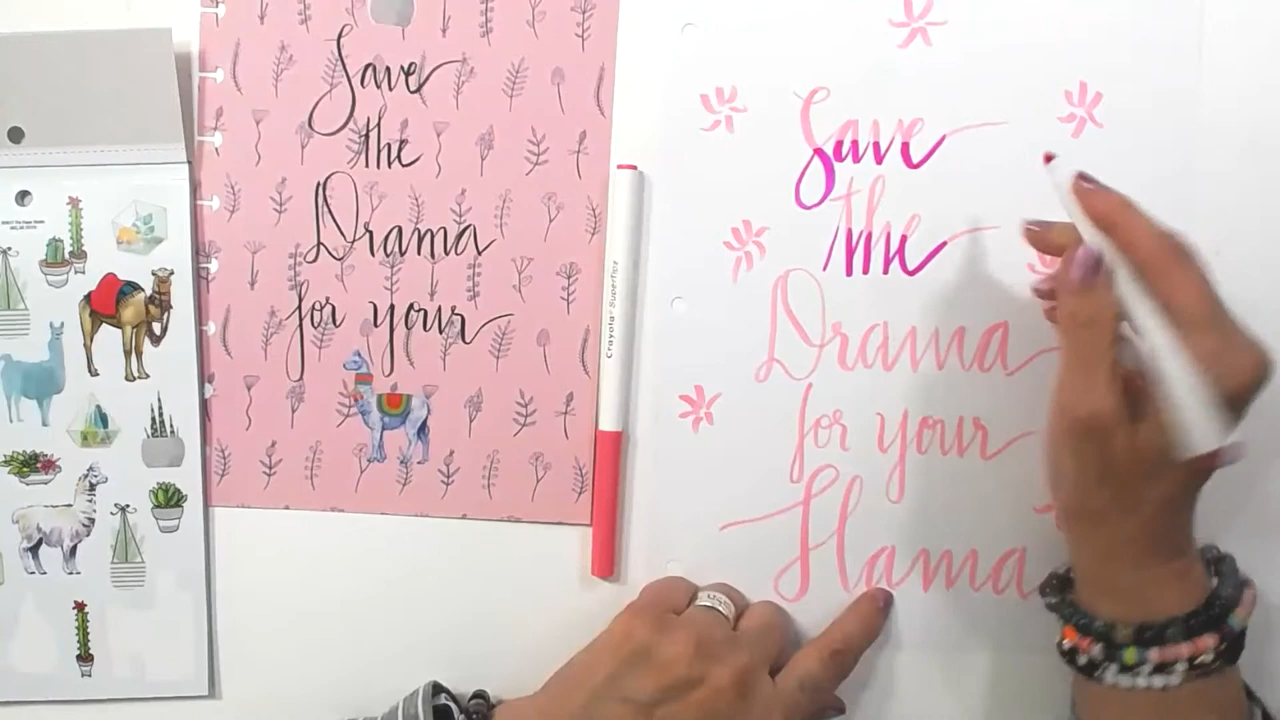 Save
the
Drama
for your
Crayola SuperTips
Save
the
Drama
for your
Llama